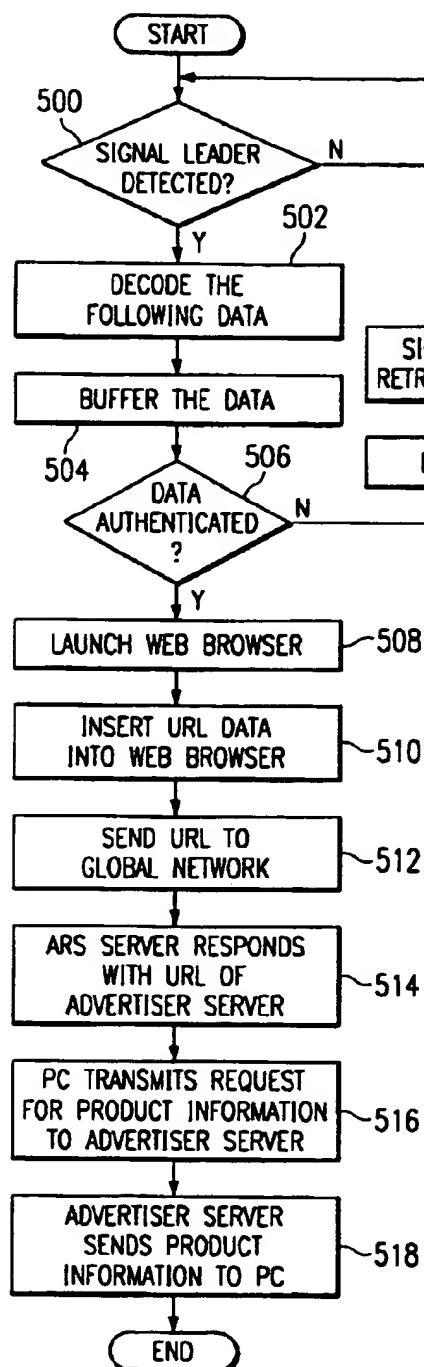 START
500
SIGNAL LEADER
DETECTED?
N
Y
502
DECODE THE
FOLLOWING DATA
BUFFER THE DATA
504
506
DATA
AUTHENTICATED
?
N
Y
LAUNCH WEB BROWSER
508
INSERT URL DATA
INTO WEB BROWSER
510
SEND URL TO
GLOBAL NETWORK
512
ARS SERVER RESPONDS
WITH URL OF
ADVERTISER SERVER
514
PC TRANSMITS REQUEST
FOR PRODUCT INFORMATION
TO ADVERTISER SERVER
516
ADVERTISER SERVER
SENDS PRODUCT
INFORMATION TO PC
518
END